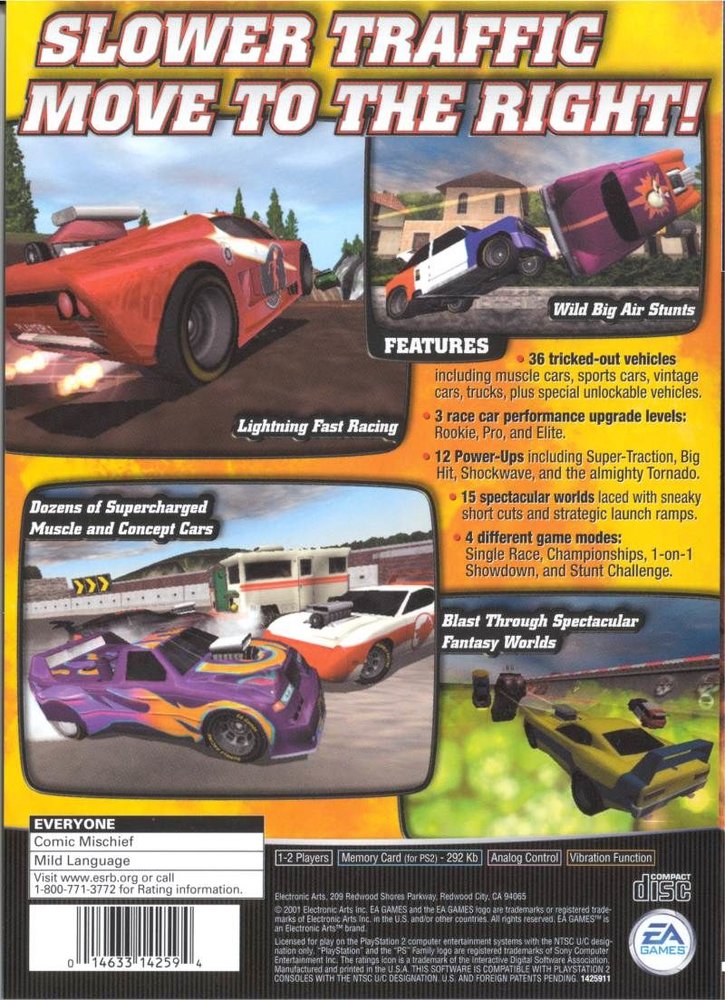 SLOWER TRAFFIC
MOVE TO THE RIGHT!
Wild Big Air Stunts
FEATURES
• 36 tricked-out vehicles
including muscle cars, sports cars, vintage
cars, trucks, plus special unlockable vehicles.
Lightning Fast Racing
• 3 race car performance upgrade levels:
Rookie, Pro, and Elite.
• 12 Power-Ups including Super-Traction, Big
Hit, Shockwave, and the almighty Tornado.
• 15 spectacular worlds laced with sneaky
short cuts and strategic launch ramps.
• 4 different game modes:
Single Race, Championships, 1-on-1
Showdown, and Stunt Challenge.
Dozens of Supercharged
Muscle and Concept Cars
Blast Through Spectacular
Fantasy Worlds
EVERYONE
Comic Mischief
Mild Language
Visit www.esrb.org or call
1-800-771-3772 for Rating information.
0 14633 14259 4
1-2 Players Memory Card (for PS2) - 292 Kb Analog Control Vibration Function
Electronic Arts, 209 Redwood Shores Parkway, Redwood City, CA 94065
© 2001 Electronic Arts Inc. EA GAMES and the EA GAMES logo are trademarks or registered trade-
marks of Electronic Arts Inc. in the U.S. and/or other countries. All rights reserved. EA GAMES™ is
an Electronic Arts™ brand.
Licensed for play on the PlayStation 2 computer entertainment systems with the NTSC U/C desig-
nation only. "PlayStation" and the "PS" Family logo are registered trademarks of Sony Computer
Entertainment Inc. The ratings icon is a trademark of the Interactive Digital Software Association.
Manufactured and printed in the U.S.A. THIS SOFTWARE IS COMPATIBLE WITH PLAYSTATION 2
CONSOLES WITH THE NTSC U/C DESIGNATION. U.S. AND FOREIGN PATENTS PENDING. 1425911
COMPACT
disc
EA
GAMES